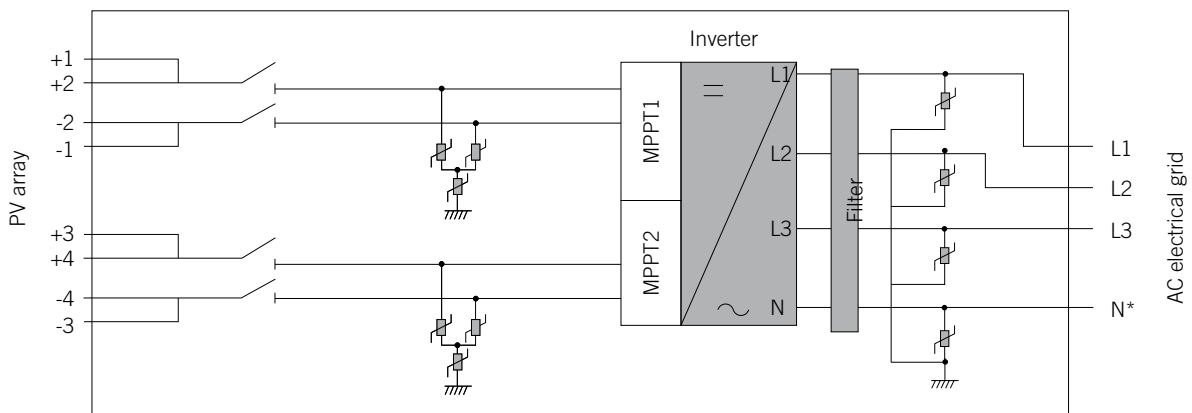 Inverter
PV array
+1
+2
-2
-1
+3
+4
-4
-3
MPPT1
MPPT2
L1
L2
L3
N
Filter
L1
L2
L3
N*
AC electrical grid